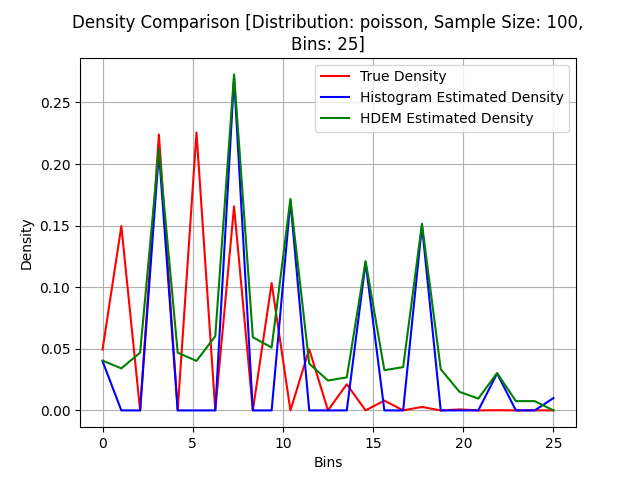 Density Comparison [Distribution: poisson, Sample Size: 100,
Bins: 25]
True Density
Histogram Estimated Density
HDEM Estimated Density
Density
0.25
0.20
0.15
0.10
0.05
0.00
0 5 10 15 20 25
Bins